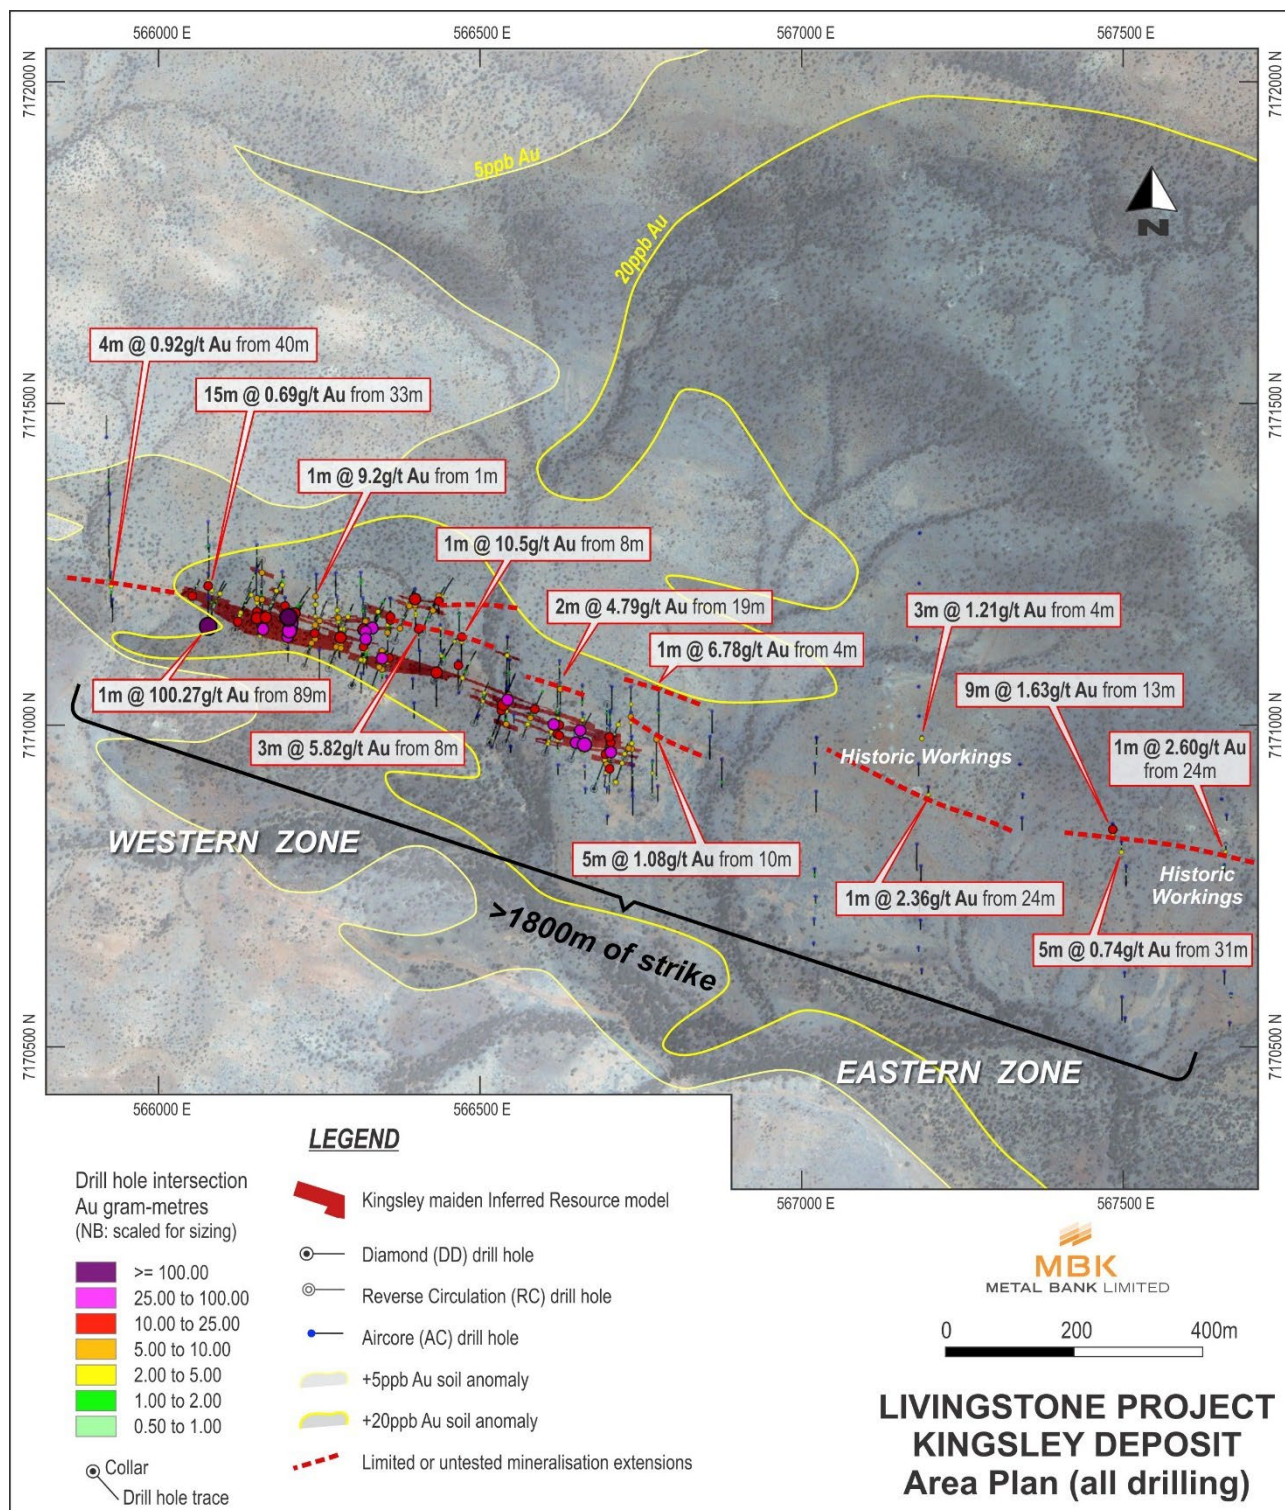 566000 E
566500 E
567000 E
567500 E
7172000 N
7172000 N
5ppb Au
20ppb Au
N
4m @ 0.92g/t Au from 40m
15m @ 0.69g/t Au from 33m
7171500 N
7171500 N
1m @ 9.2g/t Au from 1m
1m @ 10.5g/t Au from 8m
2m @ 4.79g/t Au from 19m
3m @ 1.21g/t Au from 4m
1m @ 6.78g/t Au from 4m
9m @ 1.63g/t Au from 13m
1m @ 100.27g/t Au from 89m
7171000 N
7171000 N
3m @ 5.82g/t Au from 8m
Historic Workings
1m @ 2.60g/t Au
from 24m
WESTERN ZONE
5m @ 1.08g/t Au from 10m
Historic
Workings
1m @ 2.36g/t Au from 24m
>1800m of strike
5m @ 0.74g/t Au from 31m
7170500 N
7170500 N
EASTERN ZONE
566000 E
566500 E
567000 E
567500 E
LEGEND
Drill hole intersection
Au gram-metres
(NB: scaled for sizing)
>= 100.00
25.00 to 100.00
10.00 to 25.00
5.00 to 10.00
2.00 to 5.00
1.00 to 2.00
0.50 to 1.00
Collar
Drill hole trace
Kingsley maiden Inferred Resource model
Diamond (DD) drill hole
Reverse Circulation (RC) drill hole
Aircore (AC) drill hole
+5ppb Au soil anomaly
+20ppb Au soil anomaly
Limited or untested mineralisation extensions
MBK
METAL BANK LIMITED
0 200 400m
LIVINGSTONE PROJECT
KINGSLEY DEPOSIT
Area Plan (all drilling)